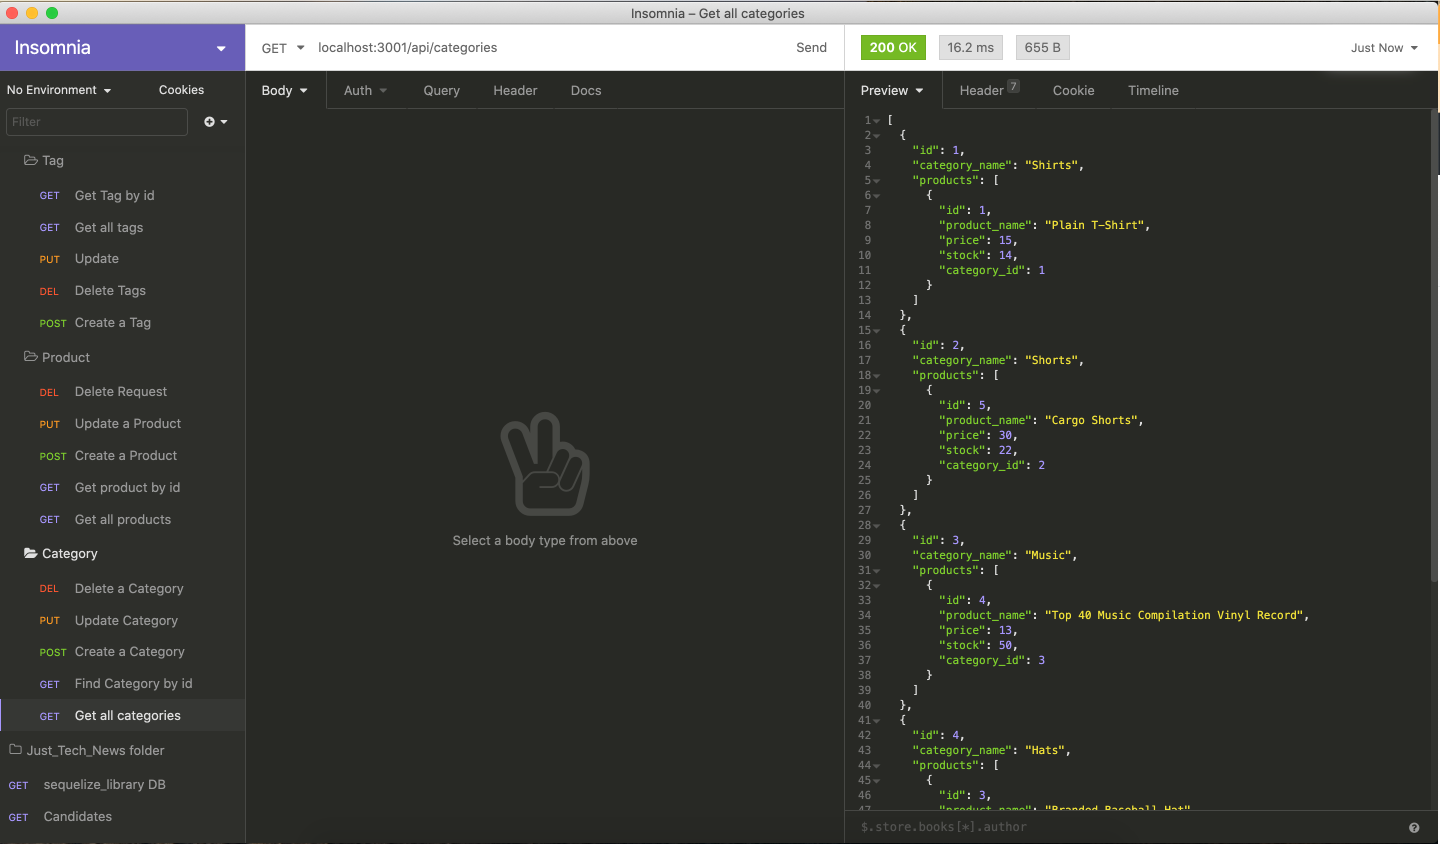 Insomnia – Get all categories
Insomnia
GET localhost:3001/api/categories Send
200 OK 16.2 ms 655 B Just Now
No Environment Cookies
Body Auth Query Header Docs
Preview Header 7 Cookie Timeline
Filter
Tag
GET Get Tag by id
GET Get all tags
PUT Update
DEL Delete Tags
POST Create a Tag
Product
DEL Delete Request
PUT Update a Product
POST Create a Product
GET Get product by id
GET Get all products
Category
DEL Delete a Category
PUT Update Category
POST Create a Category
GET Find Category by id
GET Get all categories
Just_Tech_News folder
GET sequelize_library DB
GET Candidates
Select a body type from above
1 [
2 {
3 "id": 1,
4 "category_name": "Shirts",
5 "products": [
6 {
7 "id": 1,
8 "product_name": "Plain T-Shirt",
9 "price": 15,
10 "stock": 14,
11 "category_id": 1
12 }
13 ]
14 },
15 {
16 "id": 2,
17 "category_name": "Shorts",
18 "products": [
19 {
20 "id": 5,
21 "product_name": "Cargo Shorts",
22 "price": 30,
23 "stock": 22,
24 "category_id": 2
25 }
26 ]
27 },
28 {
29 "id": 3,
30 "category_name": "Music",
31 "products": [
32 {
33 "id": 4,
34 "product_name": "Top 40 Music Compilation Vinyl Record",
35 "price": 13,
36 "stock": 50,
37 "category_id": 3
38 }
39 ]
40 },
41 {
42 "id": 4,
43 "category_name": "Hats",
44 "products": [
45 {
46 "id": 3,
47 "product_name": "Branded Baseball Hat"
$.store.books[*].author